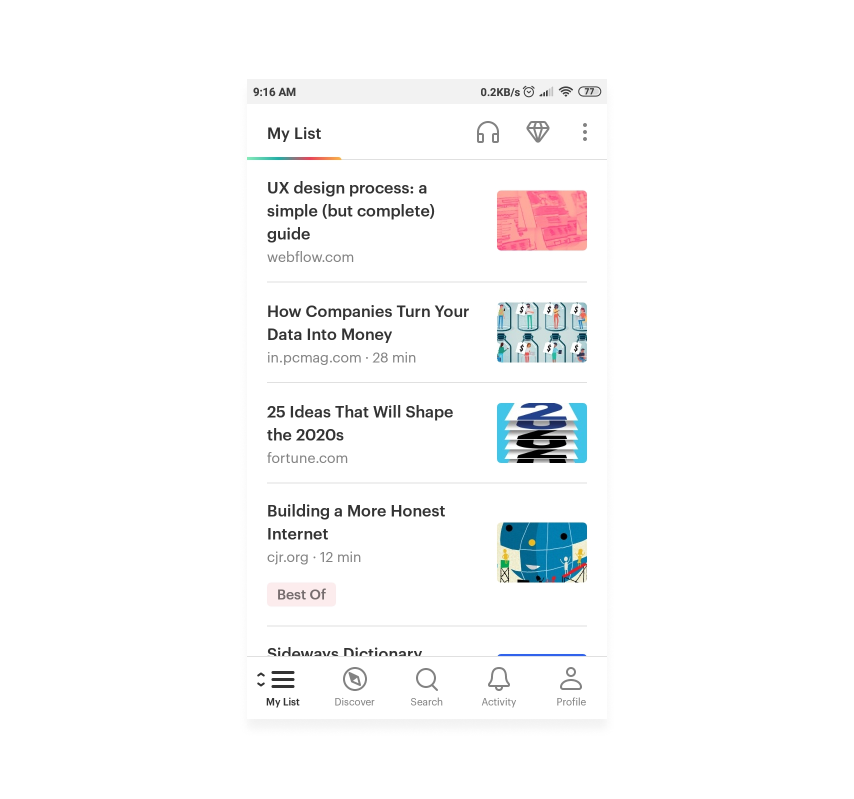 9:16 AM
0.2KB/s
77
My List
UX design process: a
simple (but complete)
guide
webflow.com
How Companies Turn Your
Data Into Money
in.pcmag.com · 28 min
$ $ $
$ $ $
25 Ideas That Will Shape
the 2020s
fortune.com
Building a More Honest
Internet
cjr.org · 12 min
Best Of
Sideways Dictionary
My List
Discover
Search
Activity
Profile